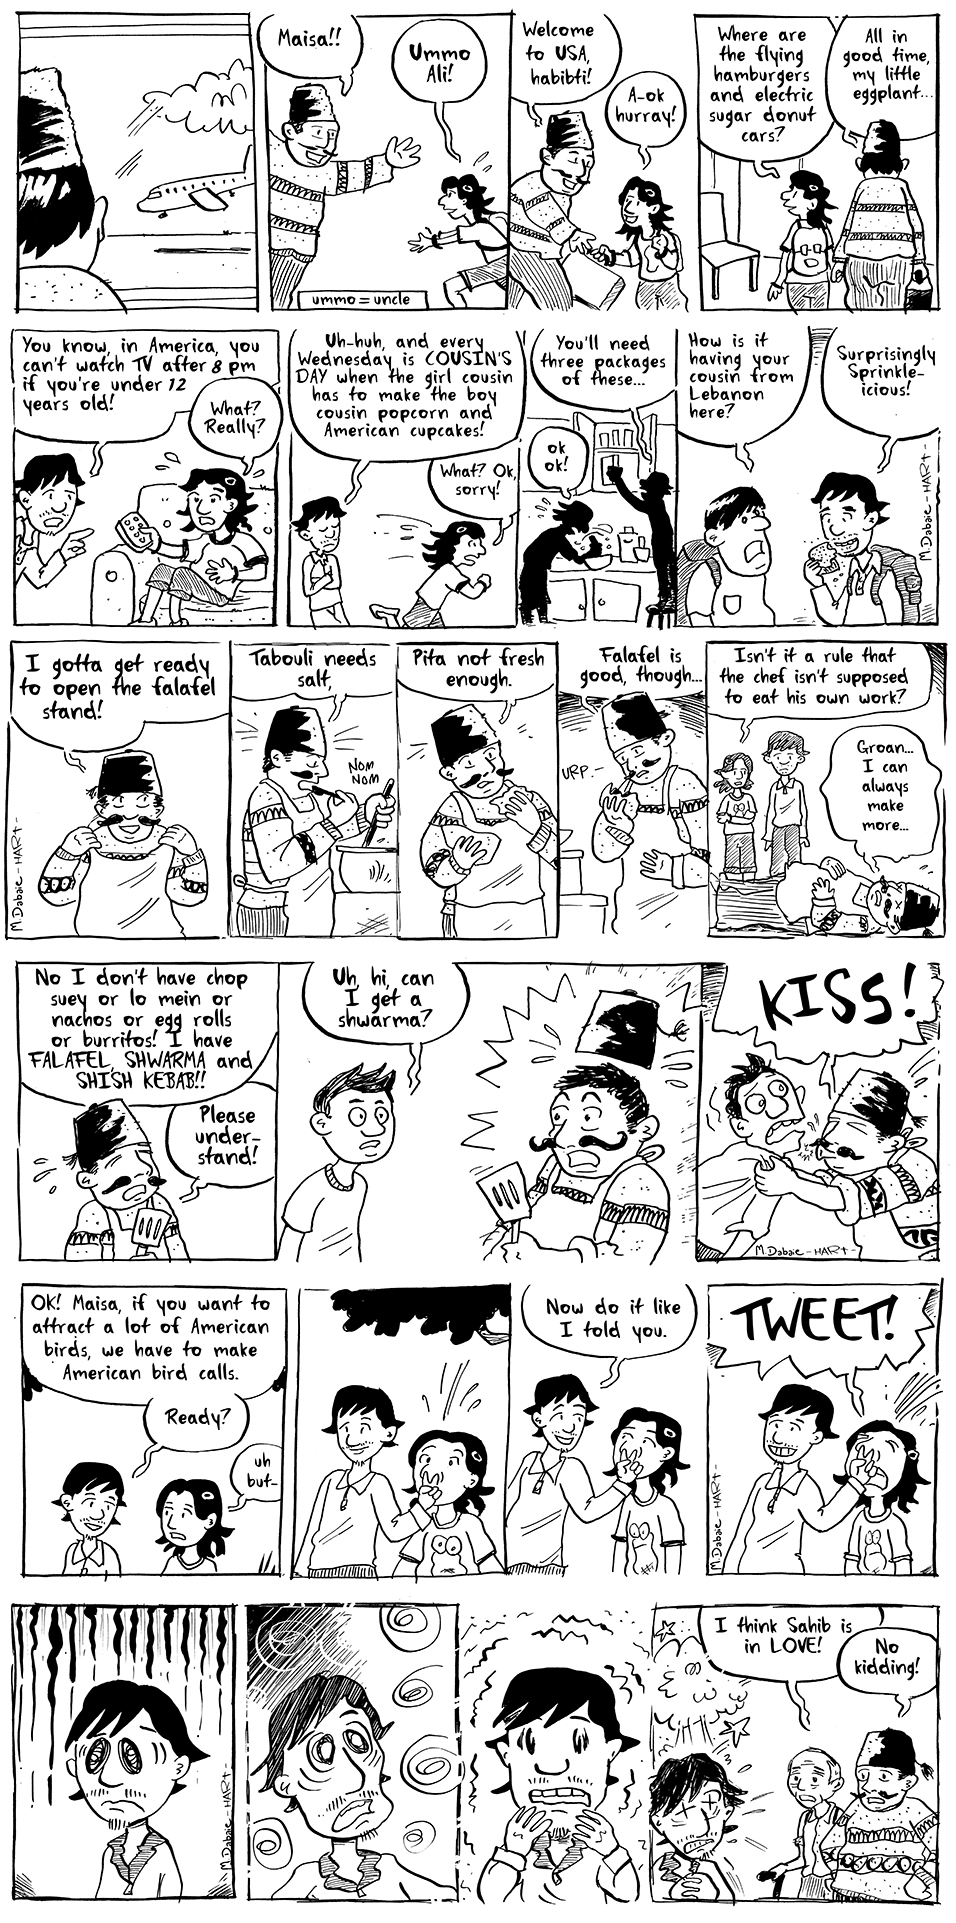 Maisa!!
Ummo
Ali!
ummo = uncle
Welcome
to USA,
habibti!
A-ok
hurray!
Where are
the flying
hamburgers
and electric
sugar donut
cars?
All in
good time,
my little
eggplant...
You know, in America, you
can't watch TV after 8 pm
if you're under 12
years old!
What?
Really?
Uh-huh, and every
Wednesday is COUSIN'S
DAY when the girl cousin
has to make the boy
cousin popcorn and
American cupcakes!
What? Ok,
sorry!
You'll need
three packages
of these...
ok
ok!
How is it
having your
cousin from
Lebanon
here?
Surprisingly
Sprinkle-
icious!
M.Dabaie-HART-
I gotta get ready
to open the falafel
stand!
M.Dabaie-HART-
Tabouli needs
salt,
NOM
NOM
Pita not fresh
enough.
Falafel is
good, though...
URP.-
Isn't it a rule that
the chef isn't supposed
to eat his own work?
Groan...
I can
always
make
more...
No I don't have chop
suey or lo mein or
nachos or egg rolls
or burritos! I have
FALAFEL, SHWARMA and
SHISH KEBAB!!
Please
under-
stand!
Uh, hi, can
I get a
shwarma?
KISS!
M.Dabaie-HART-
OK! Maisa, if you want to
attract a lot of American
birds, we have to make
American bird calls.
Ready?
uh
but-
Now do it like
I told you.
TWEET!
M.Dabaie-HART-
M.Dabaie-HART-
I think Sahib is
in LOVE!
No
kidding!